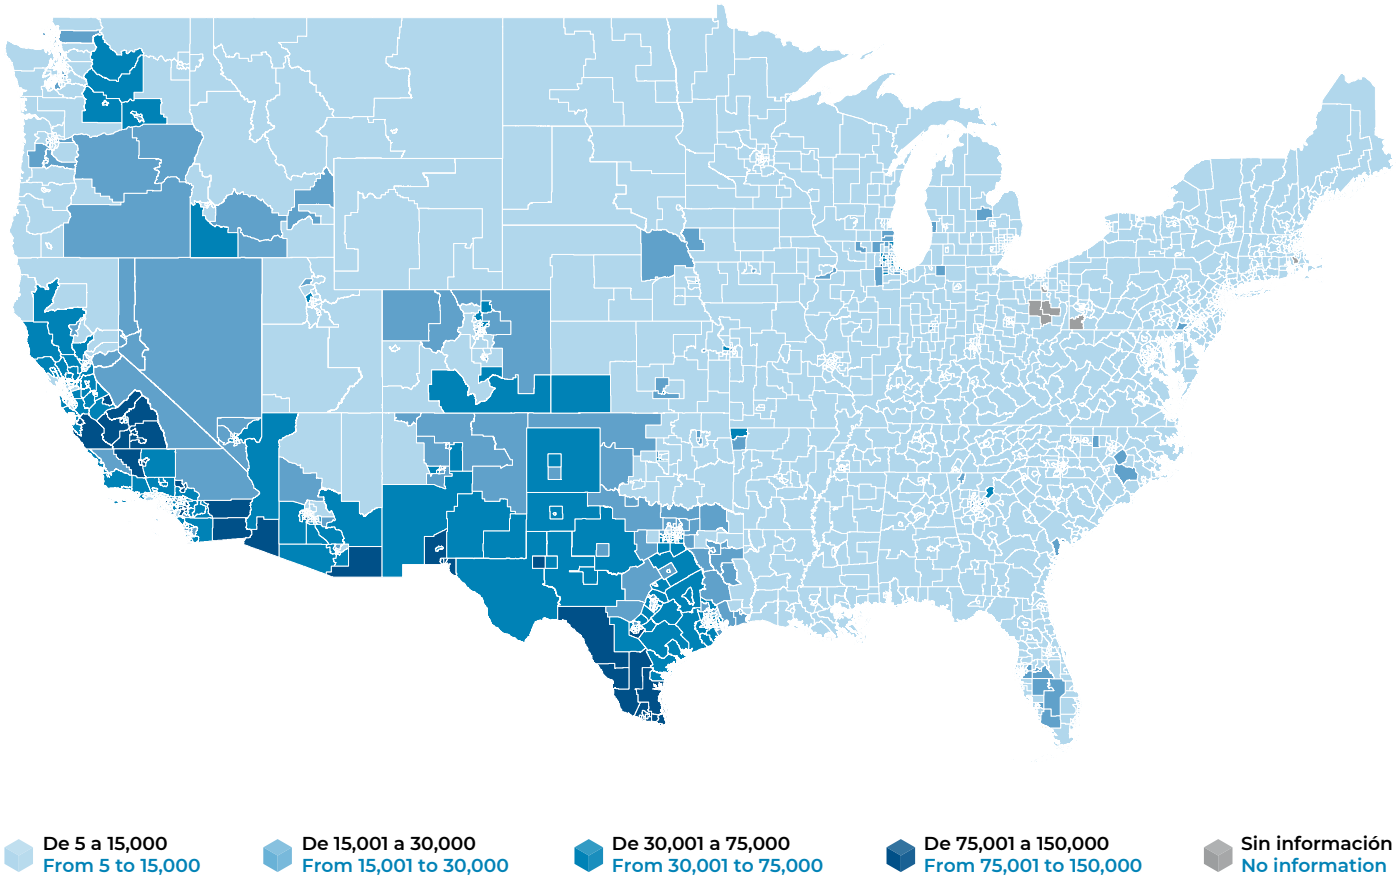 De 5 a 15,000
From 5 to 15,000
De 15,001 a 30,000
From 15,001 to 30,000
De 30,001 a 75,000
From 30,001 to 75,000
De 75,001 a 150,000
From 75,001 to 150,000
Sin información
No information